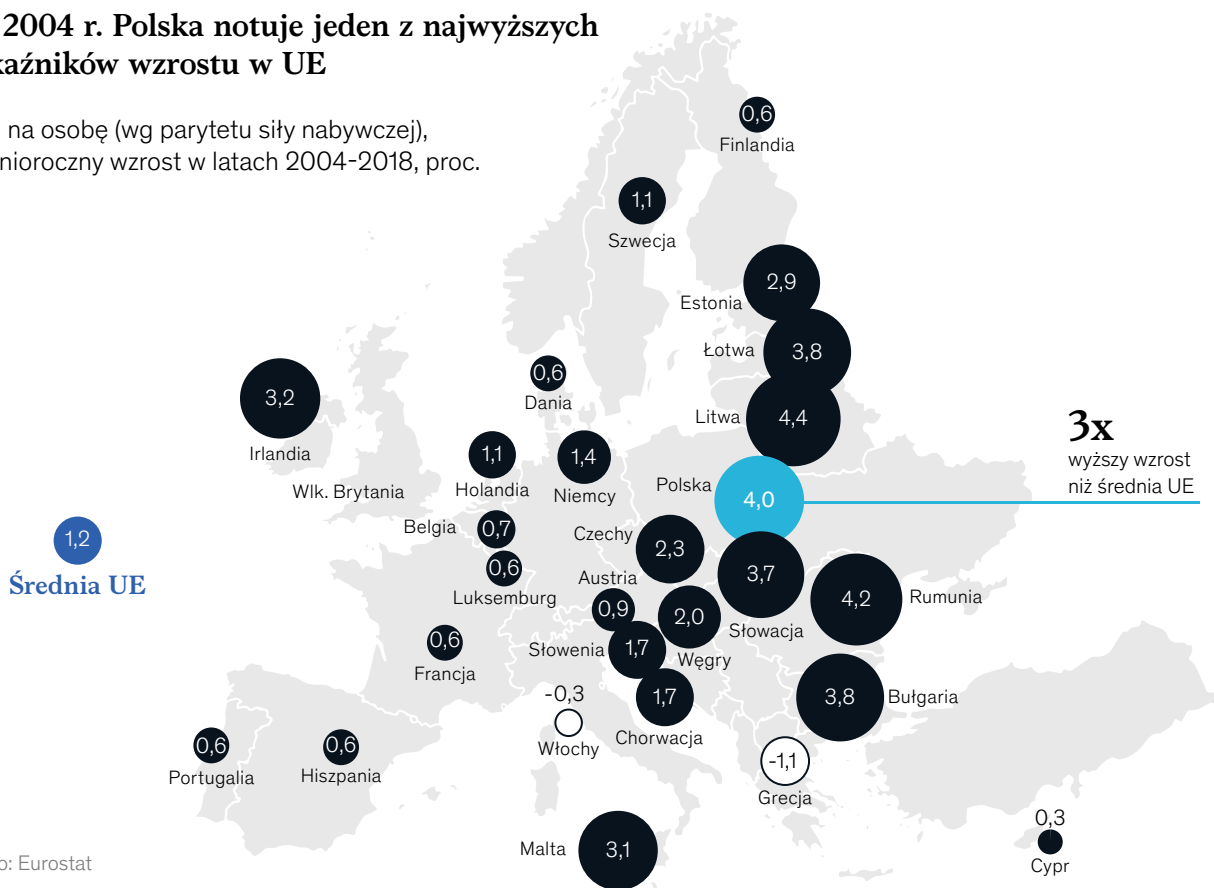 2004 r. Polska notuje jeden z najwyższych
kaźników wzrostu w UE
na osobę (wg parytetu siły nabywczej),
nioroczny wzrost w latach 2004-2018, proc.
0,6
Finlandia
1,1
Szwecja
2,9
Estonia
3,8
Łotwa
4,4
Litwa
0,6
Dania
3,2
Irlandia
1,1
Holandia
1,4
Niemcy
Wlk. Brytania
Polska
4,0
3x
wyższy wzrost
niż średnia UE
1,2
Średnia UE
Belgia
0,7
0,6
Luksemburg
Czechy
2,3
Austria
0,9
3,7
Słowacja
4,2
Rumunia
2,0
Węgry
Słowenia
1,7
0,6
Francja
1,7
Chorwacja
-0,3
Włochy
3,8
Bułgaria
0,6
Portugalia
0,6
Hiszpania
-1,1
Grecja
0,3
Cypr
Malta
3,1
o: Eurostat